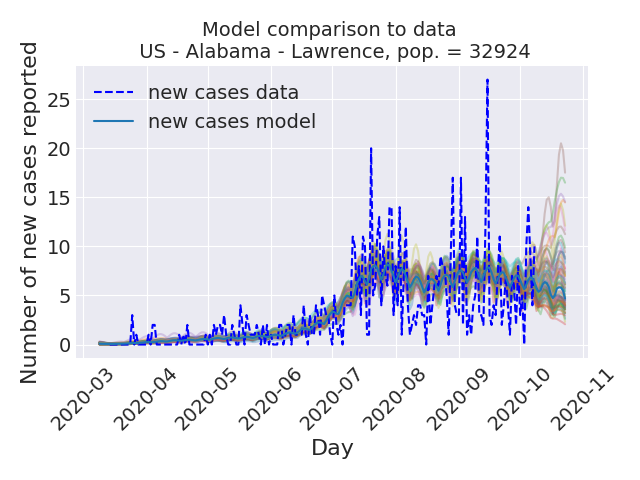 Model comparison to data
US - Alabama - Lawrence, pop. = 32924
Number of new cases reported
25
20
15
10
5
0
new cases data
new cases model
2020-03
2020-04
2020-05
2020-06
2020-07
2020-08
2020-09
2020-10
2020-11
Day